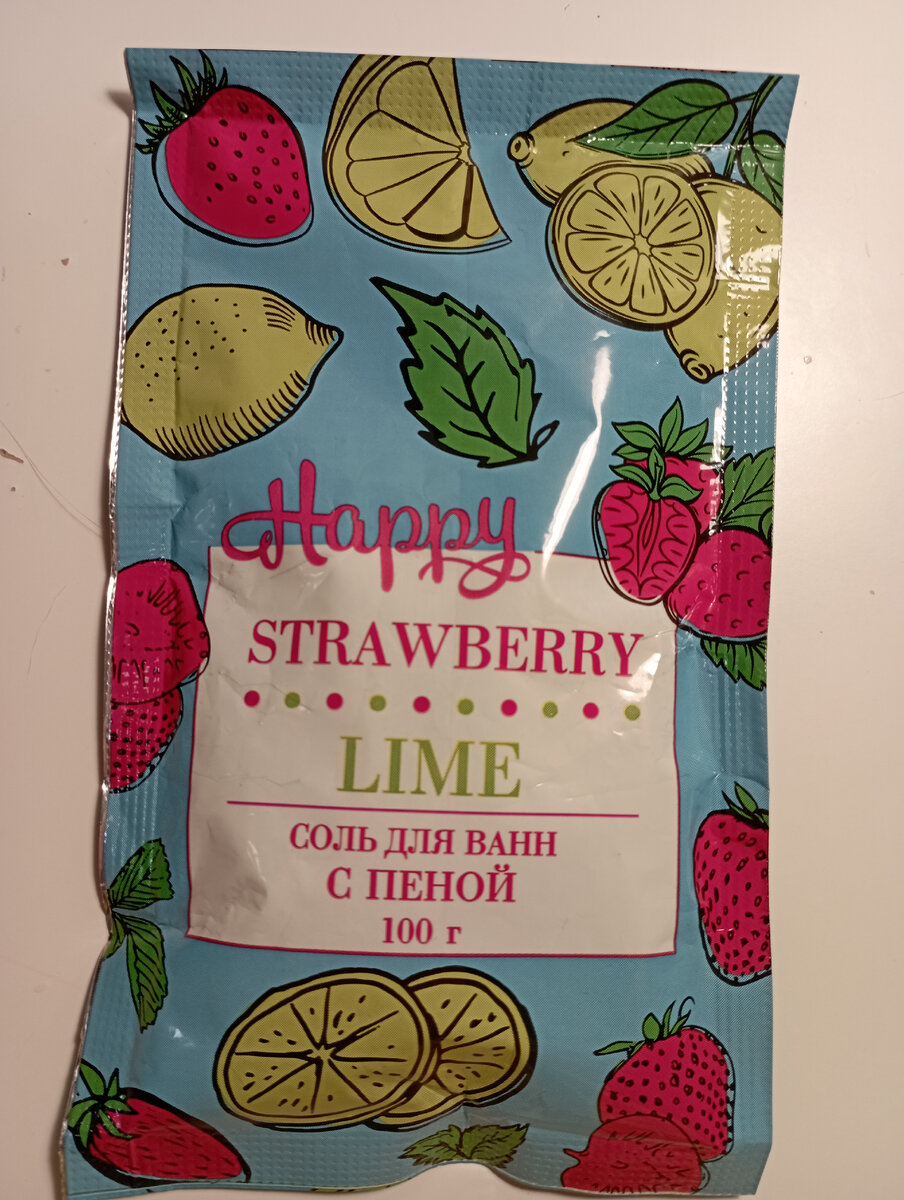 Happy
STRAWBERRY
LIME
СОЛЬ ДЛЯ ВАНН
С ПЕНОЙ
100 г